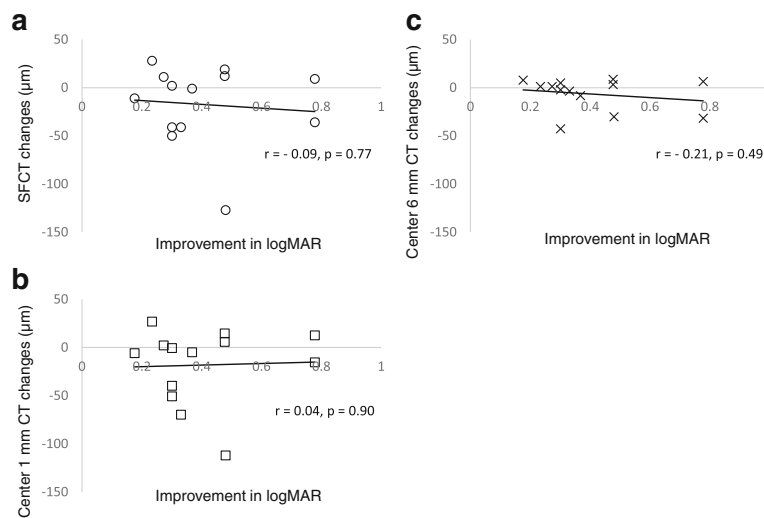 a
SFCT changes (µm)
50
0
-50
-100
-150
0
0.2
0.4
0.6
0.8
1
r = - 0.09, p = 0.77
Improvement in logMAR
b
Center 1 mm CT changes (µm)
50
0
-50
-100
-150
0
0.2
0.4
0.6
0.8
1
r = 0.04, p = 0.90
Improvement in logMAR
c
Center 6 mm CT changes (µm)
50
0
-50
-100
-150
0
0.2
0.4
0.6
0.8
r = - 0.21, p = 0.49
Improvement in logMAR